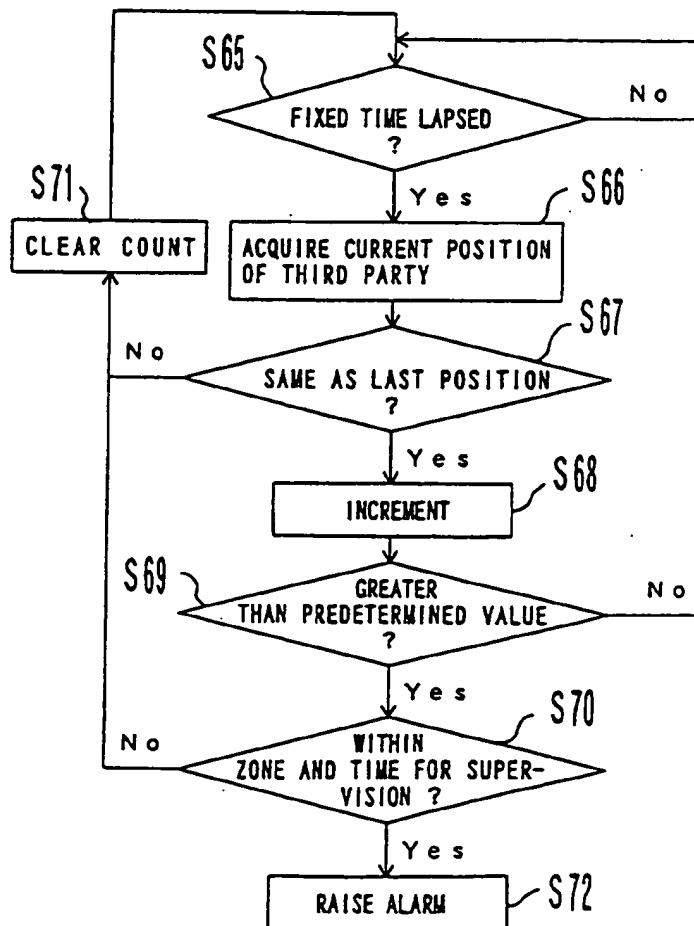 S65
FIXED TIME LAPSED
?
No
Yes
S71
CLEAR COUNT
S66
ACQUIRE CURRENT POSITION
OF THIRD PARTY
S67
No
SAME AS LAST POSITION
?
Yes
S68
INCREMENT
S69
GREATER
THAN PREDETERMINED VALUE
?
No
Yes
S70
No
WITHIN
ZONE AND TIME FOR SUPER-
VISION ?
Yes
S72
RAISE ALARM